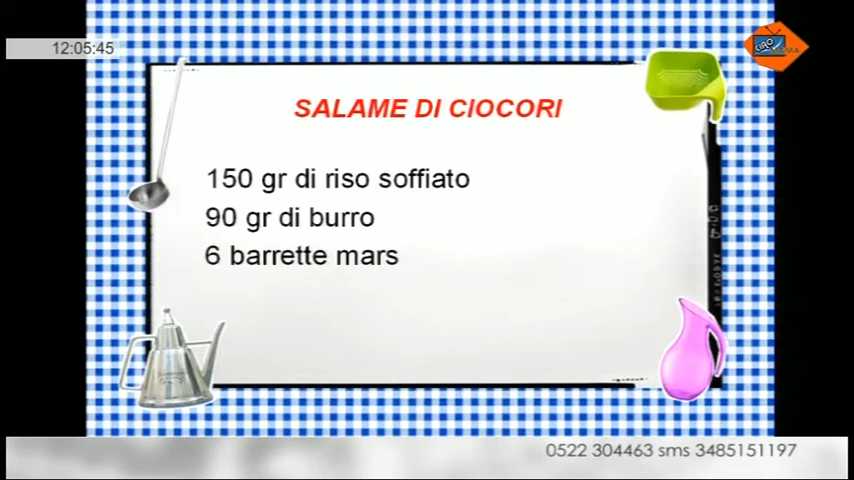 12:05:45
CIRO
SALAME DI CIOCORI
150 gr di riso soffiato
90 gr di burro
6 barrette mars
0522 304463 sms 3485151197